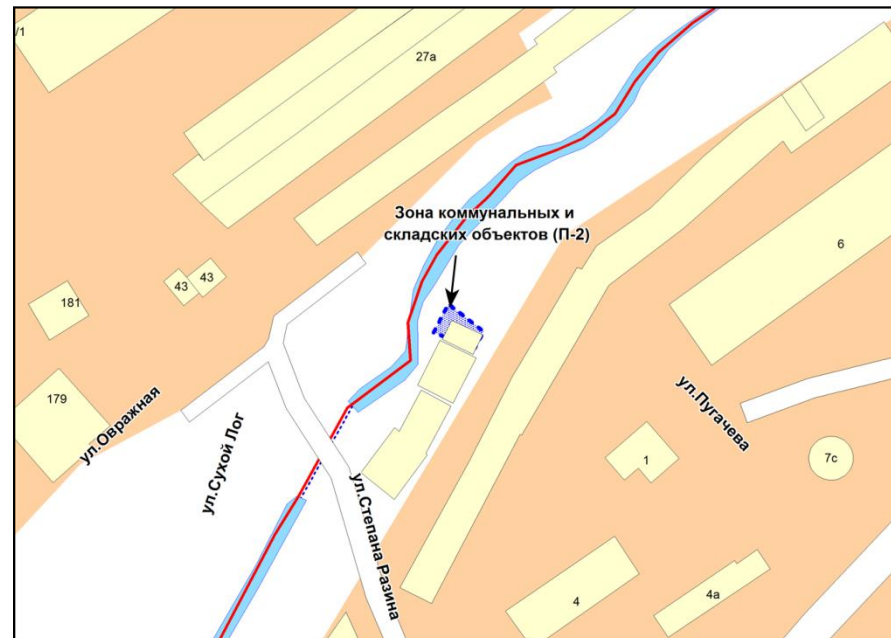 /1
27а
Зона коммунальных и
складских объектов (П-2)
6
43
43
181
179
ул.Овражная
ул.Сухой Лог
ул.Степана Разина
ул.Пугачева
1
7с
4
4а